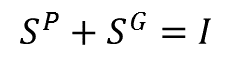 S^P + S^G = I